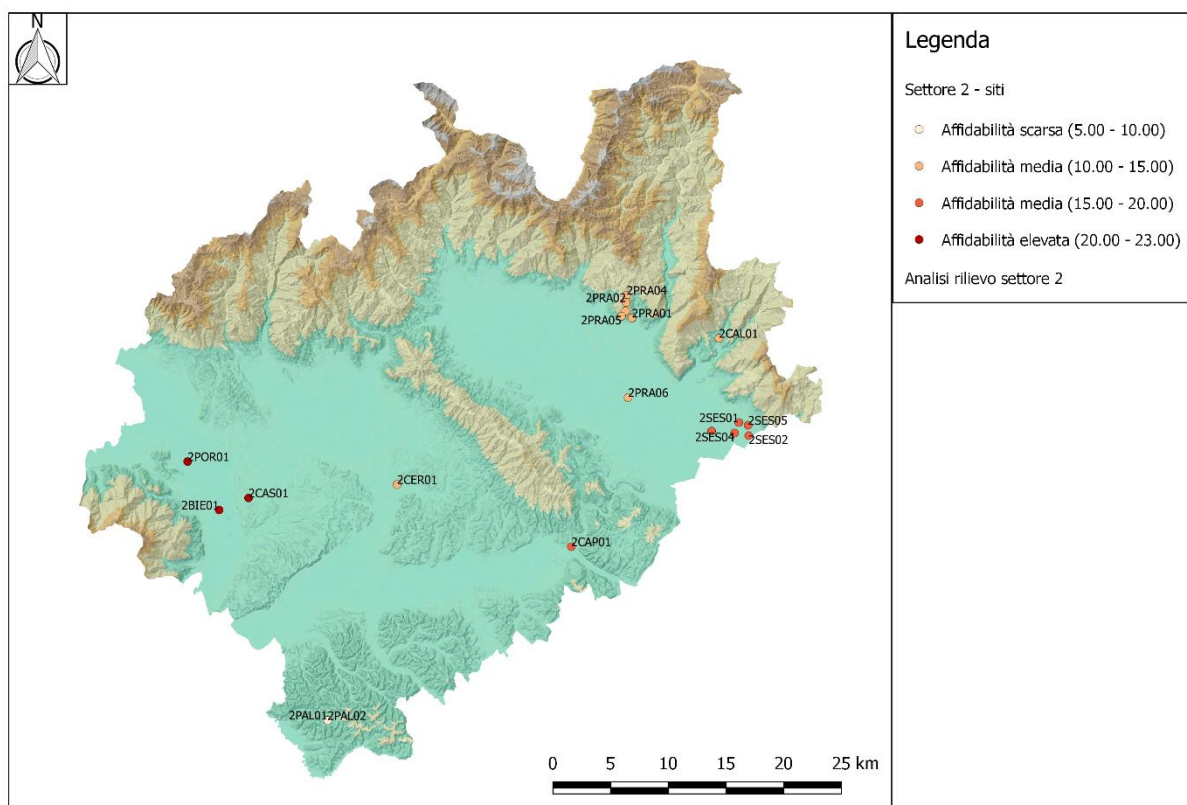 N
Legenda
Settore 2 - siti
Affidabilità scarsa (5.00 - 10.00)
Affidabilità media (10.00 - 15.00)
Affidabilità media (15.00 - 20.00)
Affidabilità elevata (20.00 - 23.00)
Analisi rilievo settore 2
2PRA04
2PRA02
2PRA01
2PRA05
2CAL01
2PRA06
2SES01
2SES05
2SES04
2SES02
2POR01
2CAS01
2CER01
2BIE01
2CAP01
2PAL01 2PAL02
0 5 10 15 20 25 km